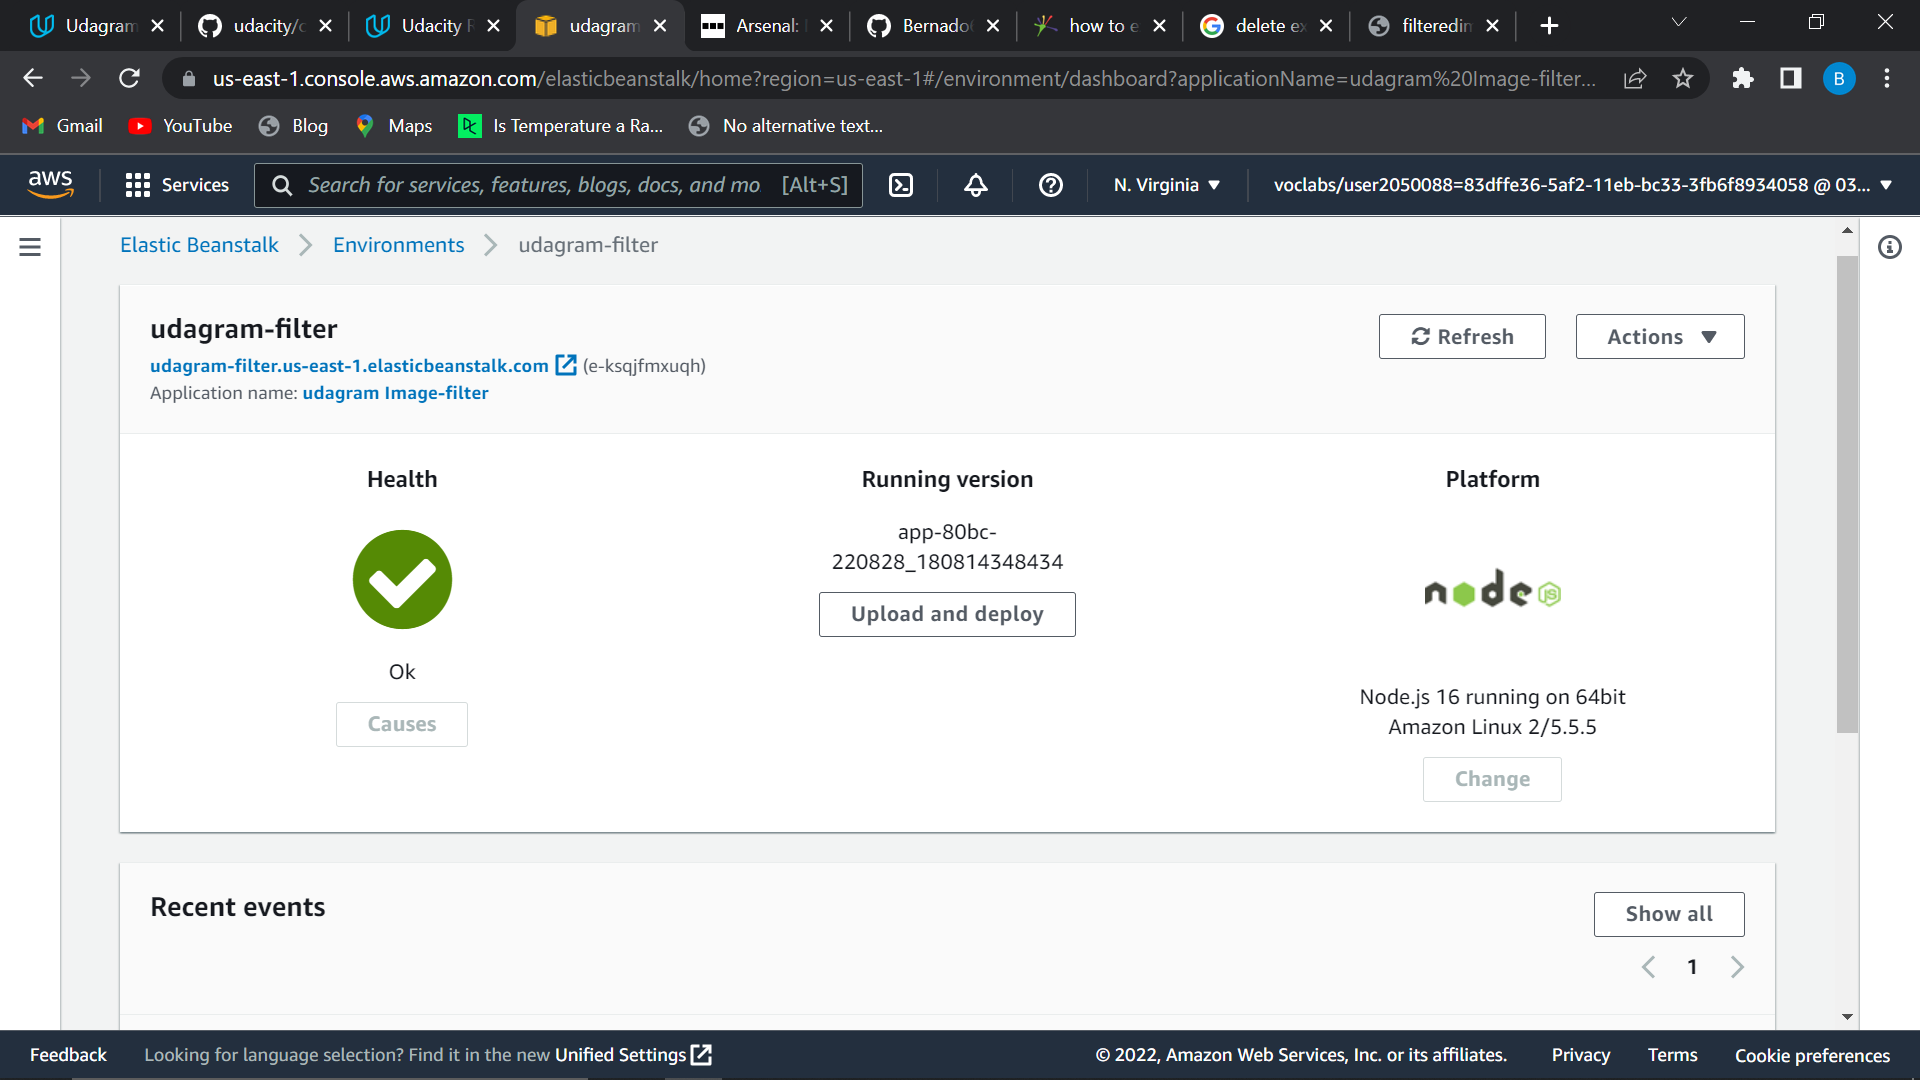 Udagram
udacity/c
Udacity R
udagram
Arsenal:
Bernado
how to e
delete ex
filteredim
us-east-1.console.aws.amazon.com/elasticbeanstalk/home?region=us-east-1#/environment/dashboard?applicationName=udagram%20Image-filter...
B
Gmail
YouTube
Blog
Maps
Is Temperature a Ra...
No alternative text...
aws
Services
Search for services, features, blogs, docs, and mo
[Alt+S]
N. Virginia
voclabs/user2050088=83dffe36-5af2-11eb-bc33-3fb6f8934058 @ 03...
Elastic Beanstalk
Environments
udagram-filter
udagram-filter
Refresh
Actions
udagram-filter.us-east-1.elasticbeanstalk.com (e-ksqjfmxuqh)
Application name: udagram Image-filter
Health
Running version
Platform
app-80bc-
220828_180814348434
Upload and deploy
node
JS
Ok
Causes
Node.js 16 running on 64bit
Amazon Linux 2/5.5.5
Change
Recent events
Show all
1
Feedback
Looking for language selection? Find it in the new Unified Settings
© 2022, Amazon Web Services, Inc. or its affiliates.
Privacy
Terms
Cookie preferences